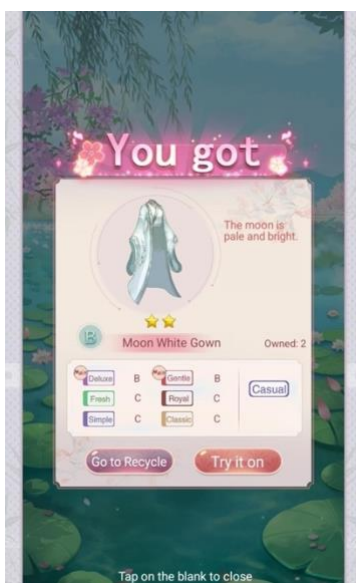 You got
The moon is
pale and bright.
B
Moon White Gown
Owned: 2
Deluxe B Gentle B
Fresh C Royal C
Casual
Simple C Classic C
Go to Recycle Try it on
Tap on the blank to close